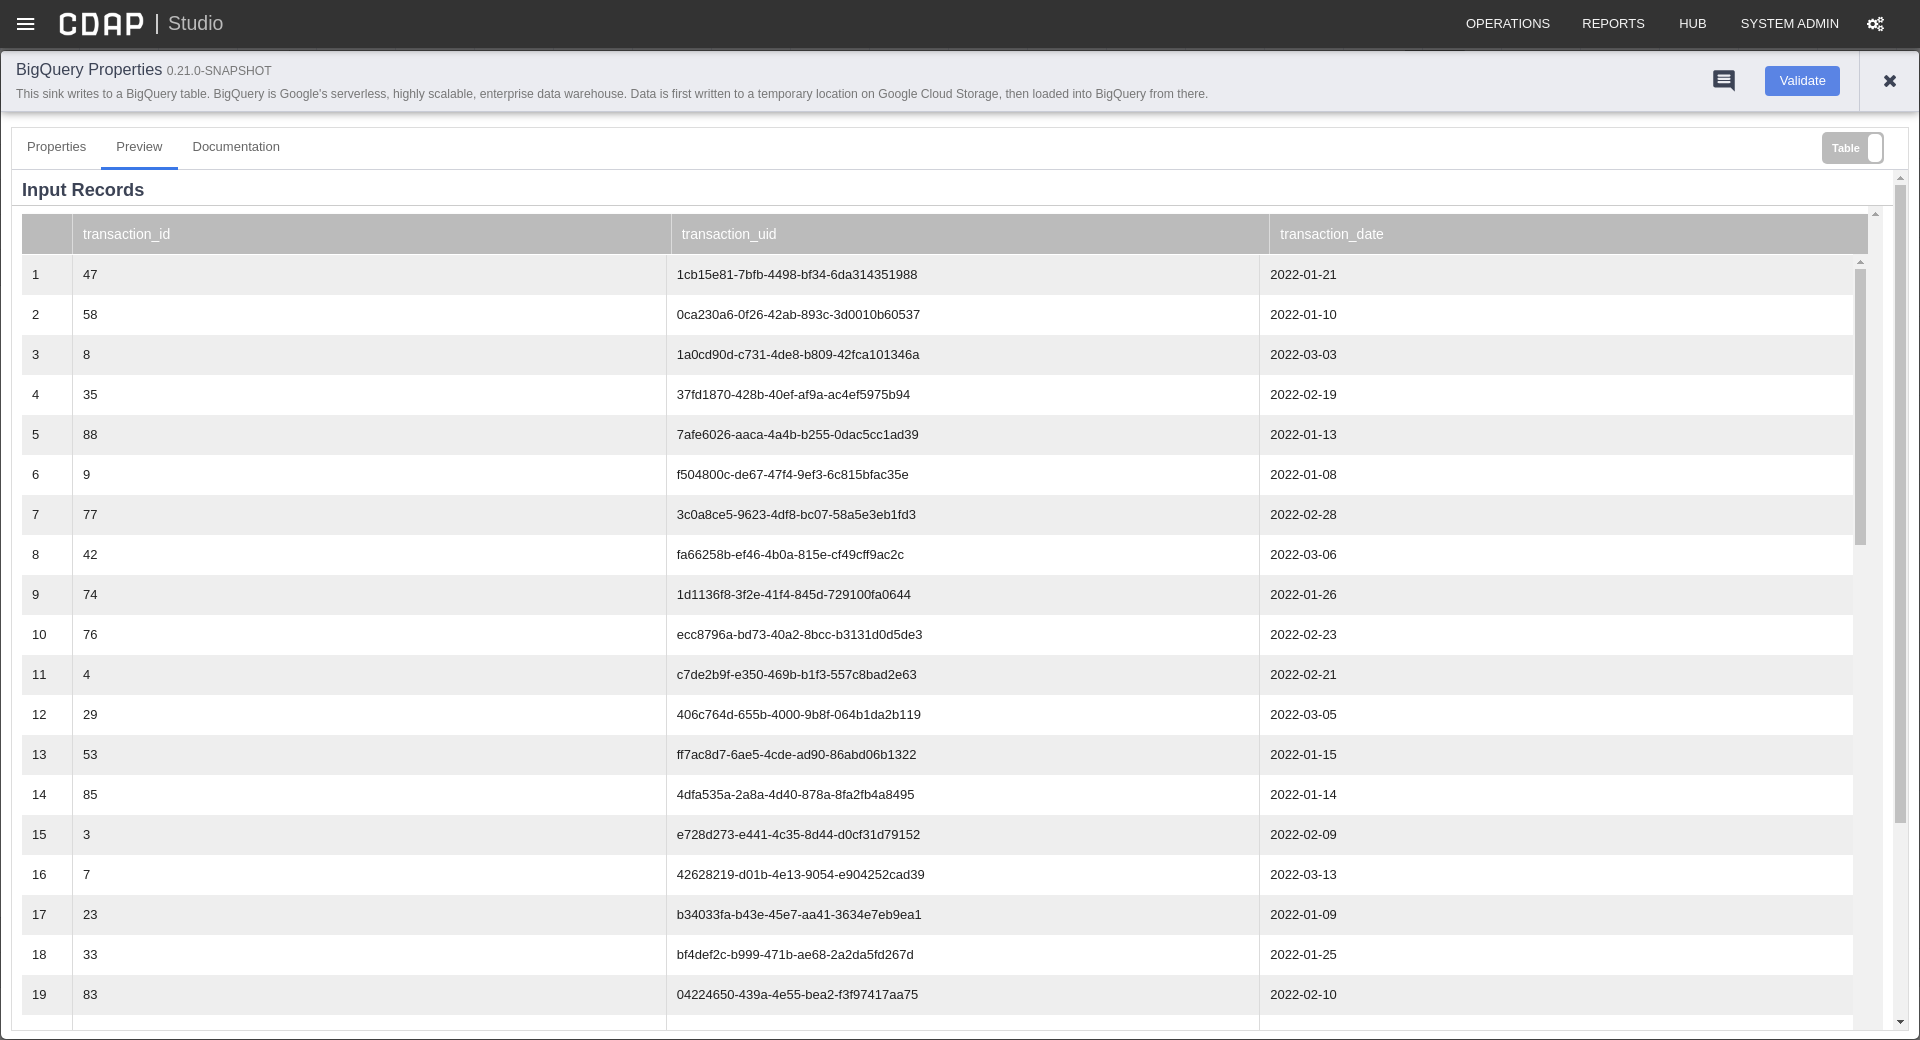 CDAP | Studio OPERATIONS REPORTS HUB SYSTEM ADMIN
BigQuery Properties 0.21.0-SNAPSHOT
This sink writes to a BigQuery table. BigQuery is Google's serverless, highly scalable, enterprise data warehouse. Data is first written to a temporary location on Google Cloud Storage, then loaded into BigQuery from there.
Validate
Properties Preview Documentation Table
Input Records
transaction_id transaction_uid transaction_date
1 47 1cb15e81-7bfb-4498-bf34-6da314351988 2022-01-21
2 58 0ca230a6-0f26-42ab-893c-3d0010b60537 2022-01-10
3 8 1a0cd90d-c731-4de8-b809-42fca101346a 2022-03-03
4 35 37fd1870-428b-40ef-af9a-ac4ef5975b94 2022-02-19
5 88 7afe6026-aaca-4a4b-b255-0dac5cc1ad39 2022-01-13
6 9 f504800c-de67-47f4-9ef3-6c815bfac35e 2022-01-08
7 77 3c0a8ce5-9623-4df8-bc07-58a5e3eb1fd3 2022-02-28
8 42 fa66258b-ef46-4b0a-815e-cf49cff9ac2c 2022-03-06
9 74 1d1136f8-3f2e-41f4-845d-729100fa0644 2022-01-26
10 76 ecc8796a-bd73-40a2-8bcc-b3131d0d5de3 2022-02-23
11 4 c7de2b9f-e350-469b-b1f3-557c8bad2e63 2022-02-21
12 29 406c764d-655b-4000-9b8f-064b1da2b119 2022-03-05
13 53 ff7ac8d7-6ae5-4cde-ad90-86abd06b1322 2022-01-15
14 85 4dfa535a-2a8a-4d40-878a-8fa2fb4a8495 2022-01-14
15 3 e728d273-e441-4c35-8d44-d0cf31d79152 2022-02-09
16 7 42628219-d01b-4e13-9054-e904252cad39 2022-03-13
17 23 b34033fa-b43e-45e7-aa41-3634e7eb9ea1 2022-01-09
18 33 bf4def2c-b999-471b-ae68-2a2da5fd267d 2022-01-25
19 83 04224650-439a-4e55-bea2-f3f97417aa75 2022-02-10